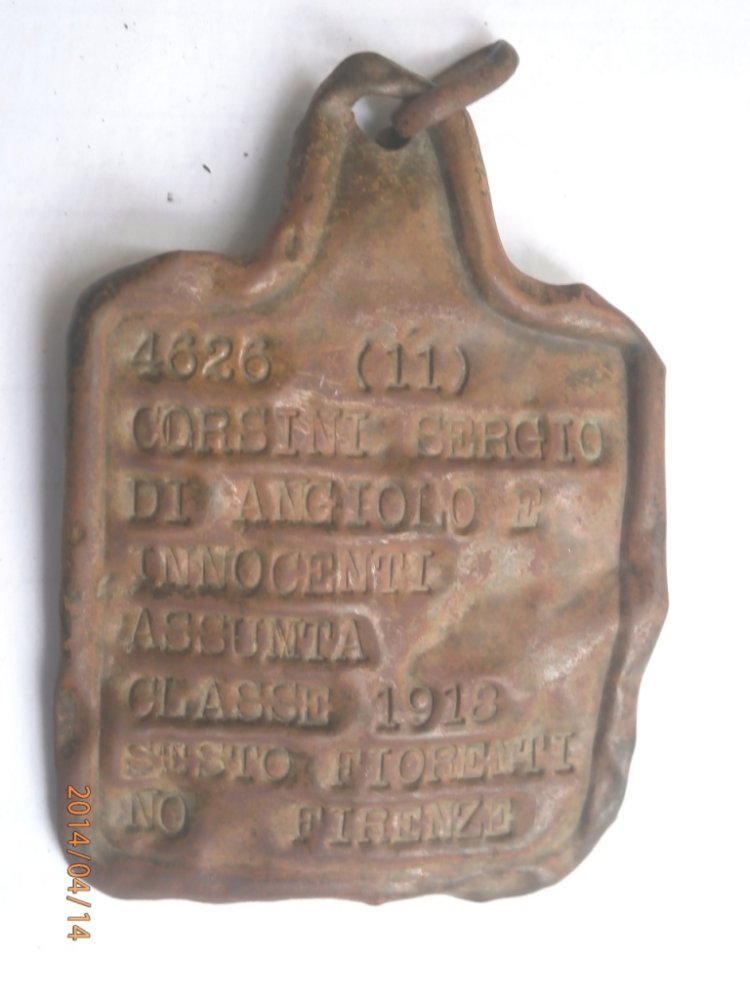 4626 (11)
CORSINI SERGIO
DI ANGIOLO E
INNOCENTI
ASSUNTA
CLASSE 1913
SESTO FIORENTI
NO FIRENZE
2014/04/14